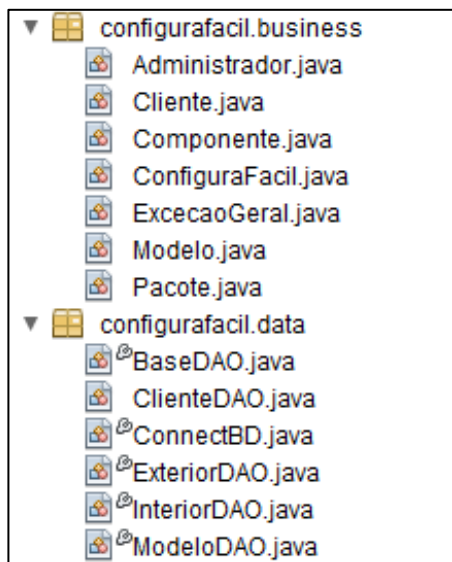 configurafacil.business
Administrador.java
Cliente.java
Componente.java
ConfiguraFacil.java
ExcecaoGeral.java
Modelo.java
Pacote.java
configurafacil.data
BaseDAO.java
ClienteDAO.java
ConnectBD.java
ExteriorDAO.java
InteriorDAO.java
ModeloDAO.java